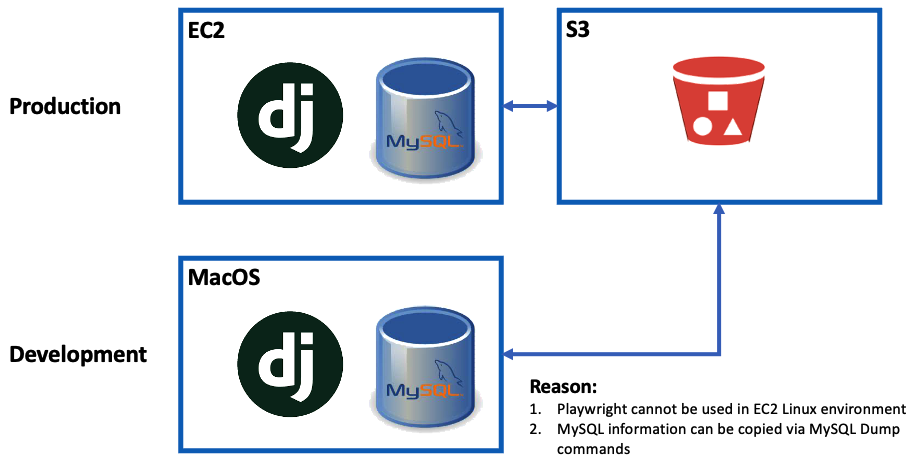 EC2
S3
Production
dj
MySQL
MacOS
Development
dj
MySQL
Reason:
1. Playwright cannot be used in EC2 Linux environment
2. MySQL information can be copied via MySQL Dump
commands